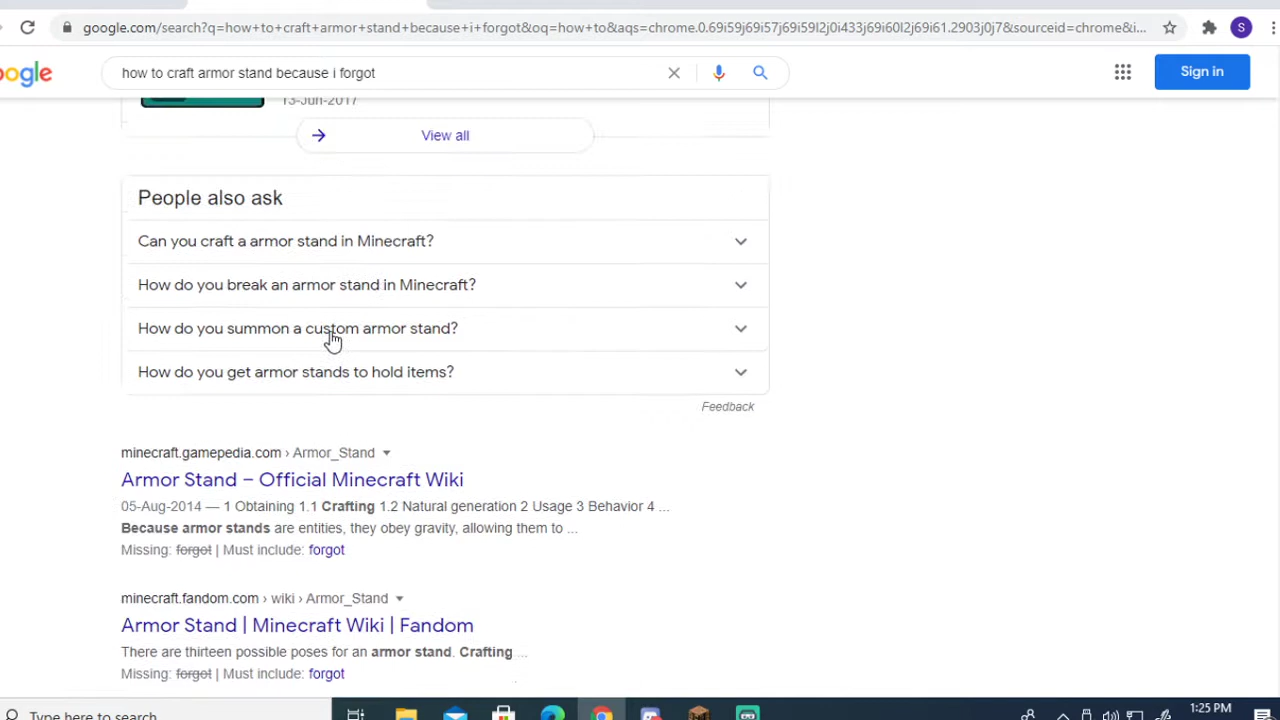 google.com/search?q=how+to+craft+armor+stand+because+i+forgot&oq=how+to&aqs=chrome.0.69i59j69i57j69i59l2j0i433j69i60l2j69i61.2903j0j7&sourceid=chrome&i...
S
ogle
how to craft armor stand because i forgot
Sign in
13-Jun-2017
View all
People also ask
Can you craft a armor stand in Minecraft?
How do you break an armor stand in Minecraft?
How do you summon a custom armor stand?
How do you get armor stands to hold items?
Feedback
minecraft.gamepedia.com › Armor_Stand
Armor Stand – Official Minecraft Wiki
05-Aug-2014 — 1 Obtaining 1.1 Crafting 1.2 Natural generation 2 Usage 3 Behavior 4 ...
Because armor stands are entities, they obey gravity, allowing them to ...
Missing: forgot | Must include: forgot
minecraft.fandom.com › wiki › Armor_Stand
Armor Stand | Minecraft Wiki | Fandom
There are thirteen possible poses for an armor stand. Crafting ...
Missing: forgot | Must include: forgot
Type here to search
1:25 PM